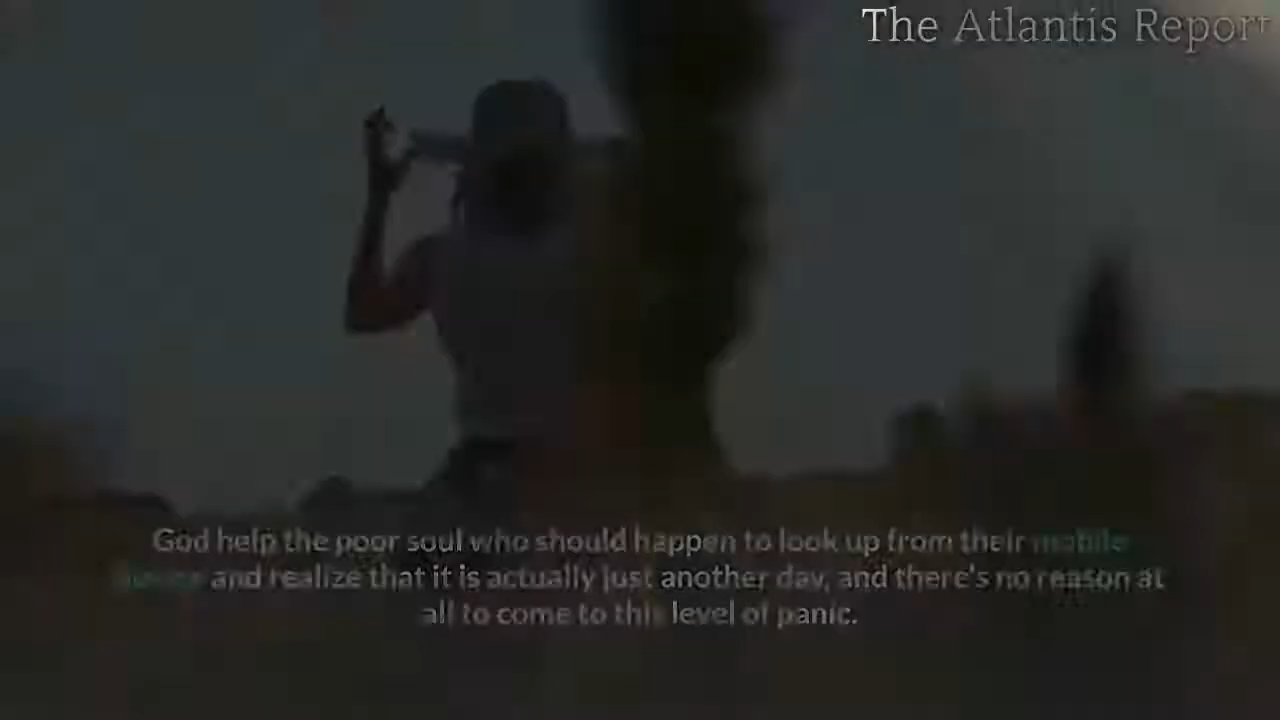 The Atlantis Report
God help the poor soul who should happen to look up from their mobile
and realize that it is actually just another day, and there's no reason at
all to come to this level of panic.